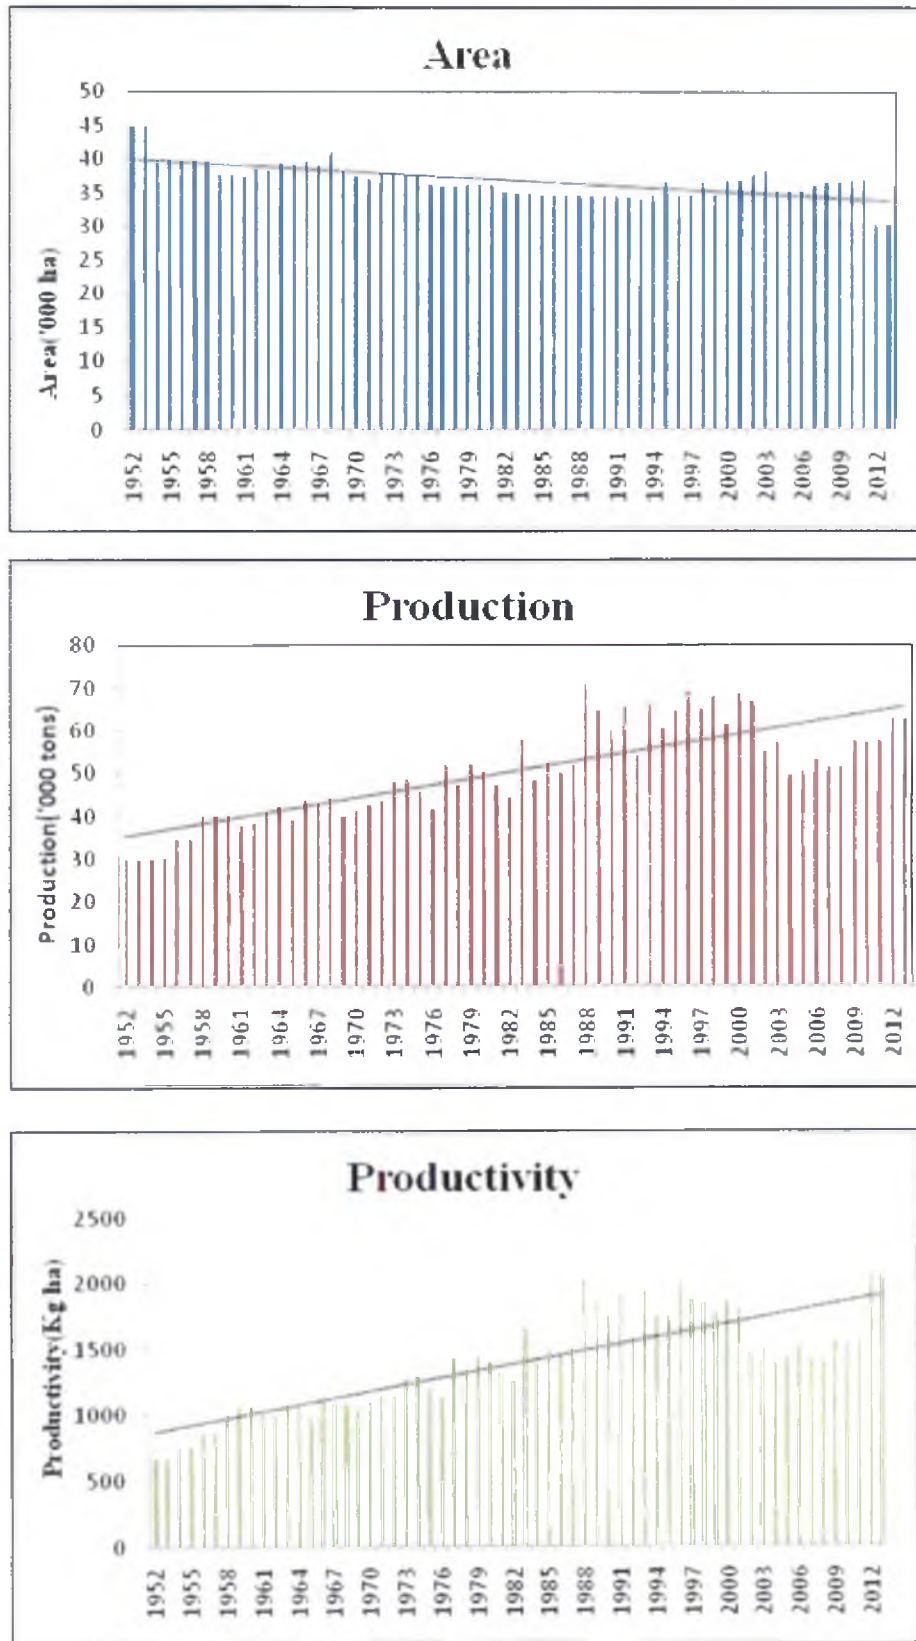 Area
50
45
40
35
30
25
20
15
10
5
0
Area('000 ha)
1952 1955 1958 1961 1964 1967 1970 1973 1976 1979 1982 1985 1988 1991 1994 1997 2000 2003 2006 2009 2012
Production
80
70
60
50
40
30
20
10
0
Production('000 tons)
1952 1955 1958 1961 1964 1967 1970 1973 1976 1979 1982 1985 1988 1991 1994 1997 2000 2003 2006 2009 2012
Productivity
2500
2000
1500
1000
500
0
Productivity(Kg ha)
1952 1955 1958 1961 1964 1967 1970 1973 1976 1979 1982 1985 1988 1991 1994 1997 2000 2003 2006 2009 2012